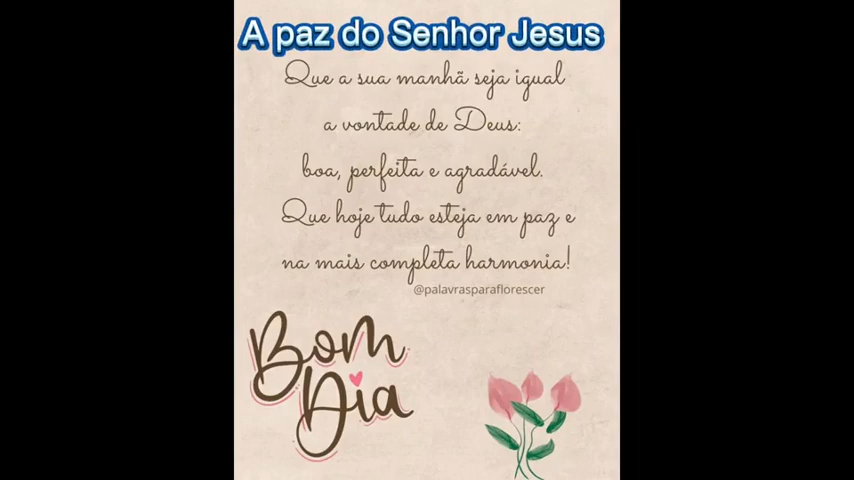 A paz do Senhor Jesus
Que a sua manhã seja igual
a vontade de Deus:
boa, perfeita e agradável.
Que hoje tudo esteja em paz e
na mais completa harmonia!
@palavrasparaflorescer
Bom
Dia